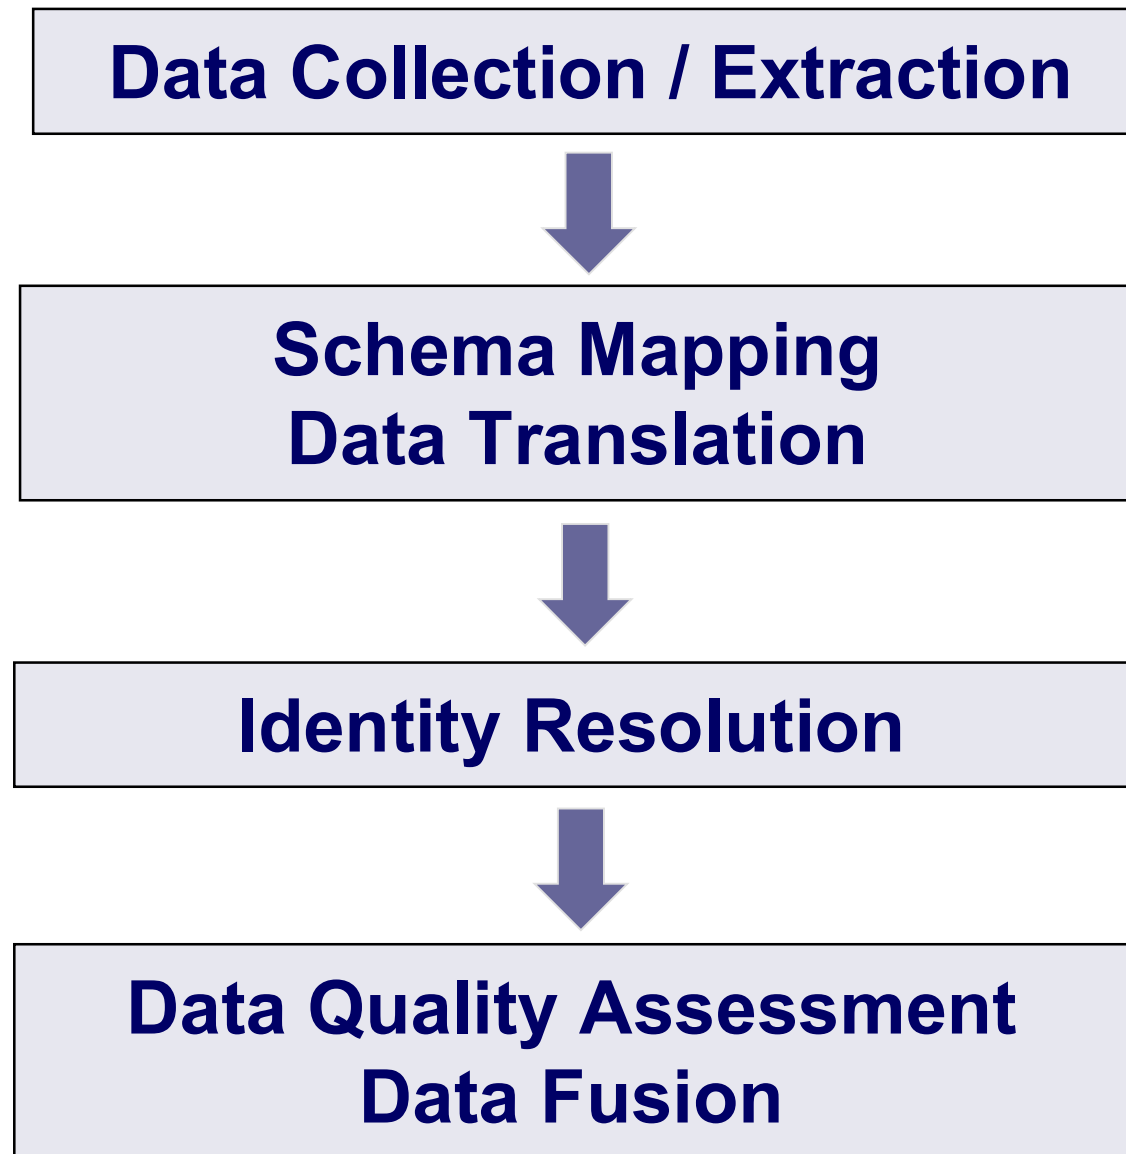 Data Collection / Extraction
Schema Mapping
Data Translation
Identity Resolution
Data Quality Assessment
Data Fusion